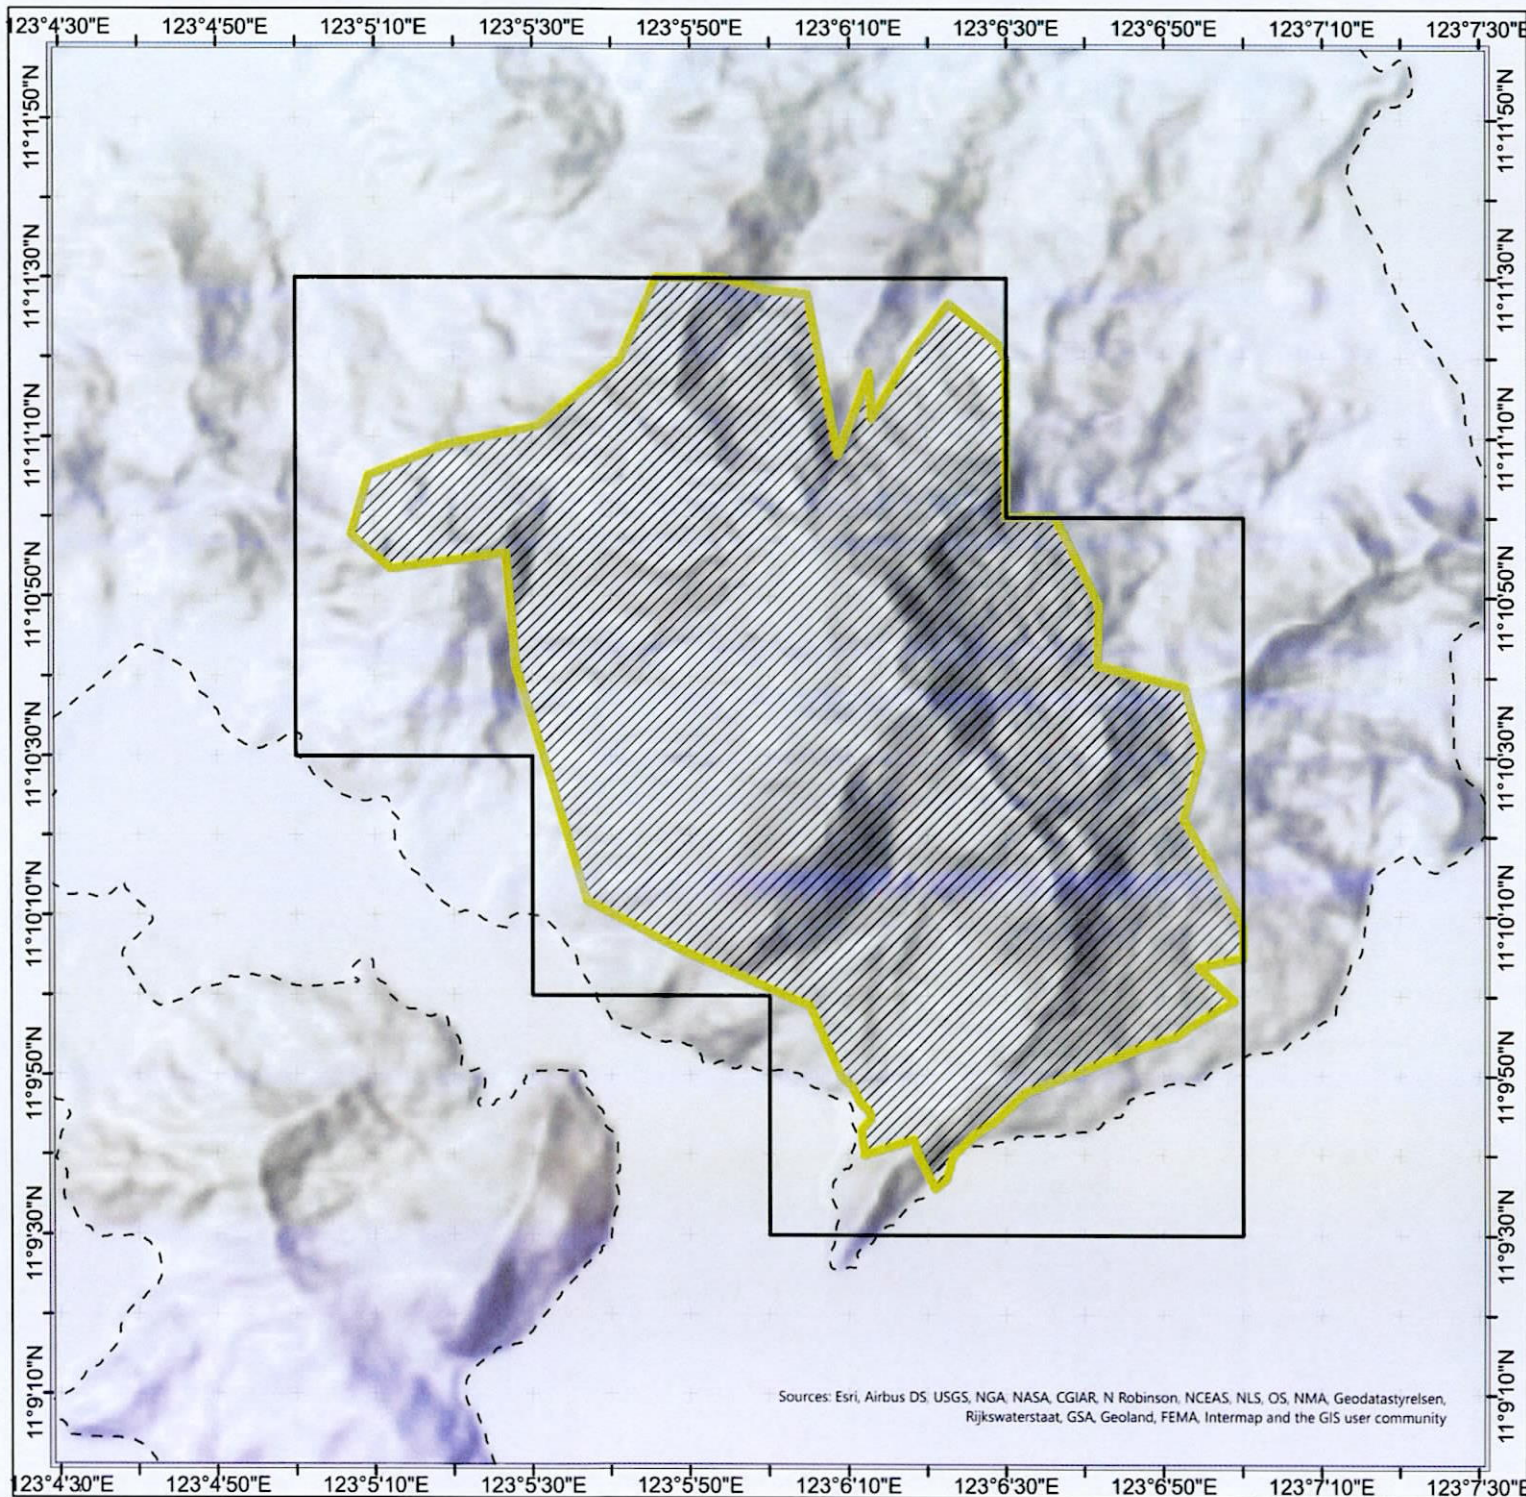 123°4'30"E 123°4'50"E 123°5'10"E 123°5'30"E 123°5'50"E 123°6'10"E 123°6'30"E 123°6'50"E 123°7'10"E 123°7'30"E
11°11'50"N 11°11'50"N
11°11'30"N 11°11'30"N
11°11'10"N 11°11'10"N
11°10'50"N 11°10'50"N
11°10'30"N 11°10'30"N
11°10'10"N 11°10'10"N
11°9'50"N 11°9'50"N
11°9'30"N 11°9'30"N
11°9'10"N 11°9'10"N
Sources: Esri, Airbus DS, USGS, NGA, NASA, CGIAR, N Robinson, NCEAS, NLS, OS, NMA, Geodatastyrelsen,
Rijkswaterstaat, GSA, Geoland, FEMA, Intermap and the GIS user community
123°4'30"E 123°4'50"E 123°5'10"E 123°5'30"E 123°5'50"E 123°6'10"E 123°6'30"E 123°6'50"E 123°7'10"E 123°7'30"E